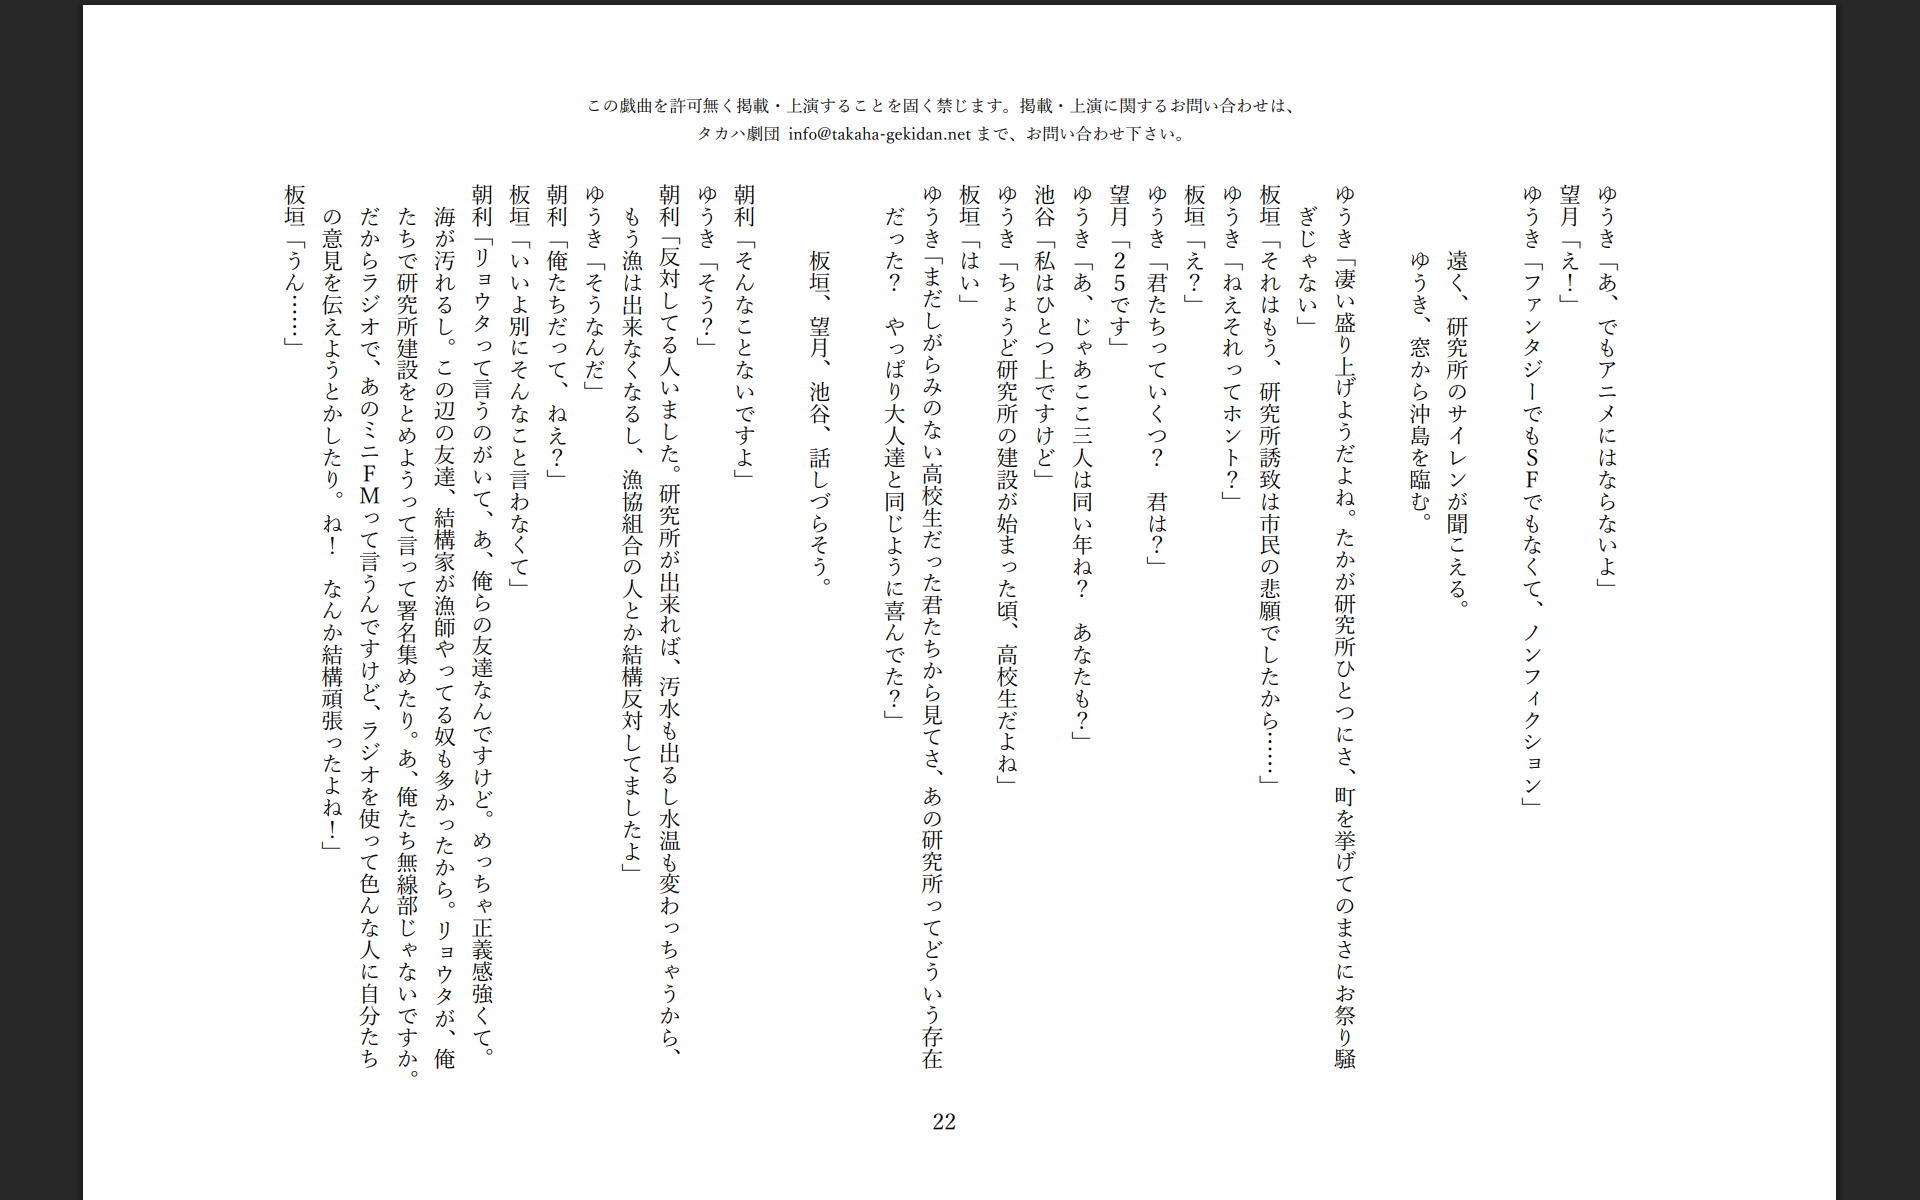 この戯曲を許可無く掲載・上演することを固く禁じます。掲載・上演に関するお問い合わせは、
タカハ劇団 info@takaha-gekidan.net まで、お問い合わせ下さい。
ゆうき「あ、でもアニメにはならないよ」
望月「え！」
ゆうき「ファンタジーでもSFでもなくて、ノンフィクション」
遠く、研究所のサイレンが聞こえる。
ゆうき、窓から沖島を臨む。
ゆうき「凄い盛り上げようだよね。たかが研究所ひとつにさ、町を挙げてのまさにお祭り騒
ぎじゃない」
板垣「それはもう、研究所誘致は市民の悲願でしたから……」
ゆうき「ねえそれってホント？」
板垣「え？」
ゆうき「君たちっていくつ？　君は？」
望月「２５です」
ゆうき「あ、じゃあここ三人は同い年ね？　あなたも？」
池谷「私はひとつ上ですけど」
ゆうき「ちょうど研究所の建設が始まった頃、高校生だよね」
板垣「はい」
ゆうき「まだしがらみのない高校生だった君たちから見てさ、あの研究所ってどういう存在
だった？　やっぱり大人達と同じように喜んでた？」
板垣、望月、池谷、話しづらそう。
朝利「そんなことないですよ」
ゆうき「そう？」
朝利「反対してる人いました。研究所が出来れば、汚水も出るし水温も変わっちゃうから、
もう漁は出来なくなるし、漁協組合の人とか結構反対してましたよ」
ゆうき「そうなんだ」
朝利「俺たちだって、ねえ？」
板垣「いいよ別にそんなこと言わなくて」
朝利「リョウタって言うのがいて、あ、俺らの友達なんですけど。めっちゃ正義感強くて。
海が汚れるし。この辺の友達、結構家が漁師やってる奴も多かったから。リョウタが、俺
たちで研究所建設をとめようって言って署名集めたり。あ、俺たち無線部じゃないですか。
だからラジオで、あのミニFMって言うんですけど、ラジオを使って色んな人に自分たち
の意見を伝えようとかしたり。ね！　なんか結構頑張ったよね！」
板垣「うん……」
22